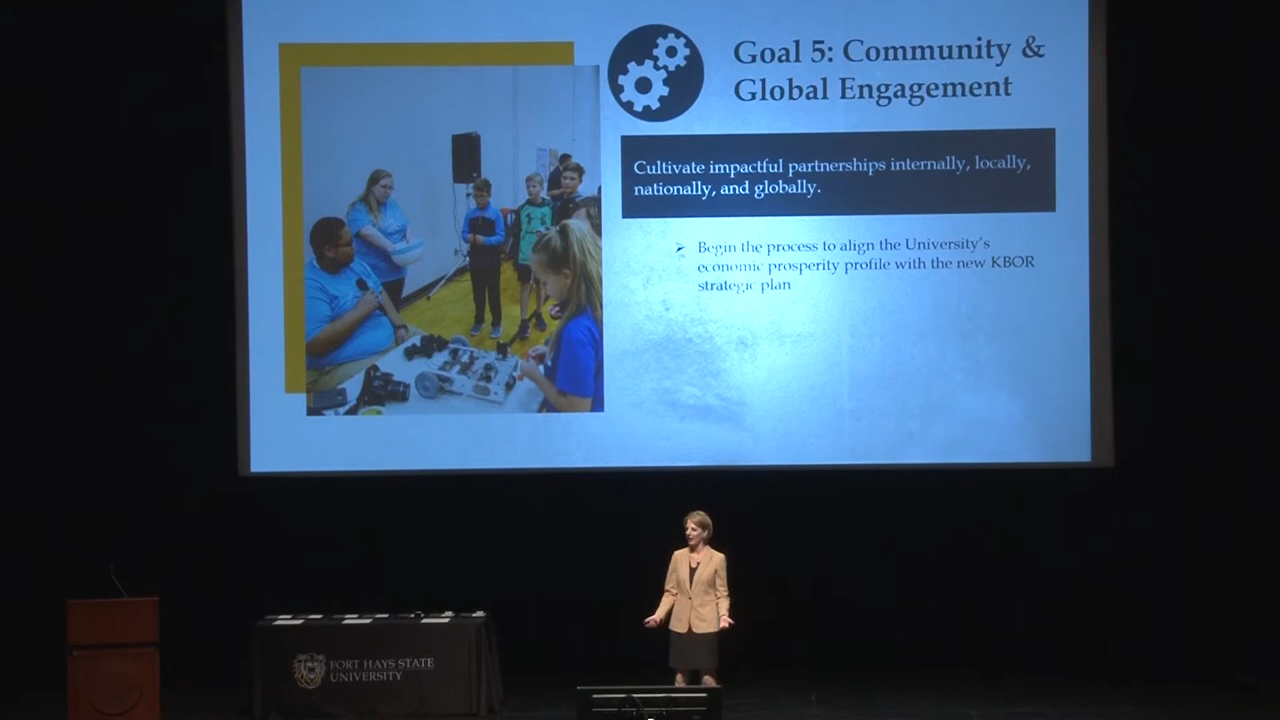 Goal 5: Community &
Global Engagement
Cultivate impactful partnerships internally, locally,
nationally, and globally.
Begin the process to align the University's
economic prosperity profile with the new KBOR
strategic plan
FORT HAYS STATE
UNIVERSITY